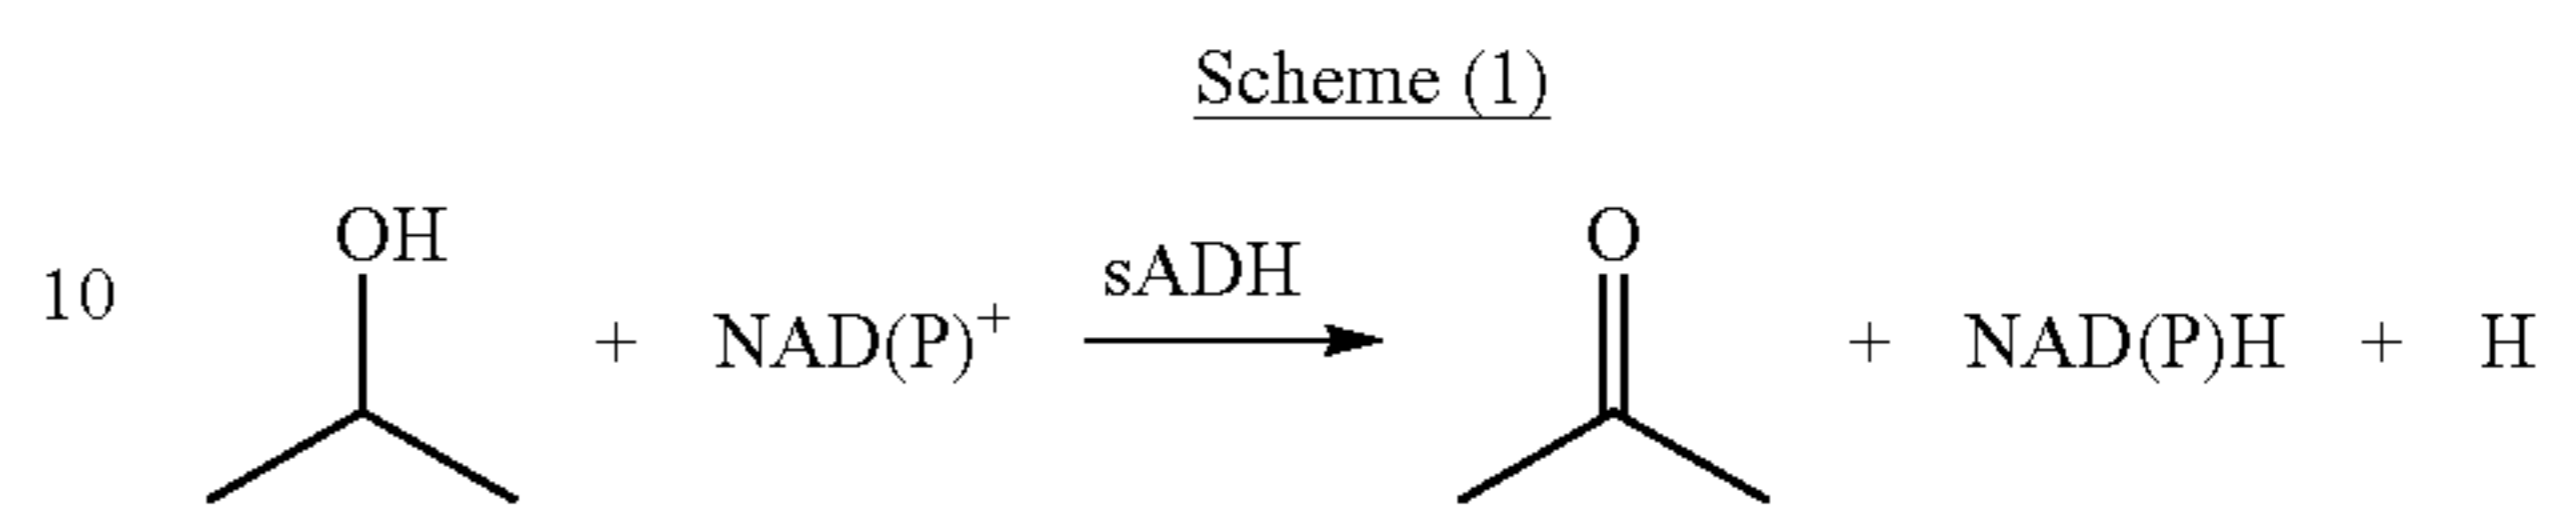 Scheme (1)
10
OH
sADH
O
+ NAD(P)⁺ + NAD(P)H + H